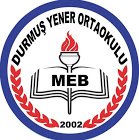 DURMUŞ YENER ORTAOKULU
MEB
2002